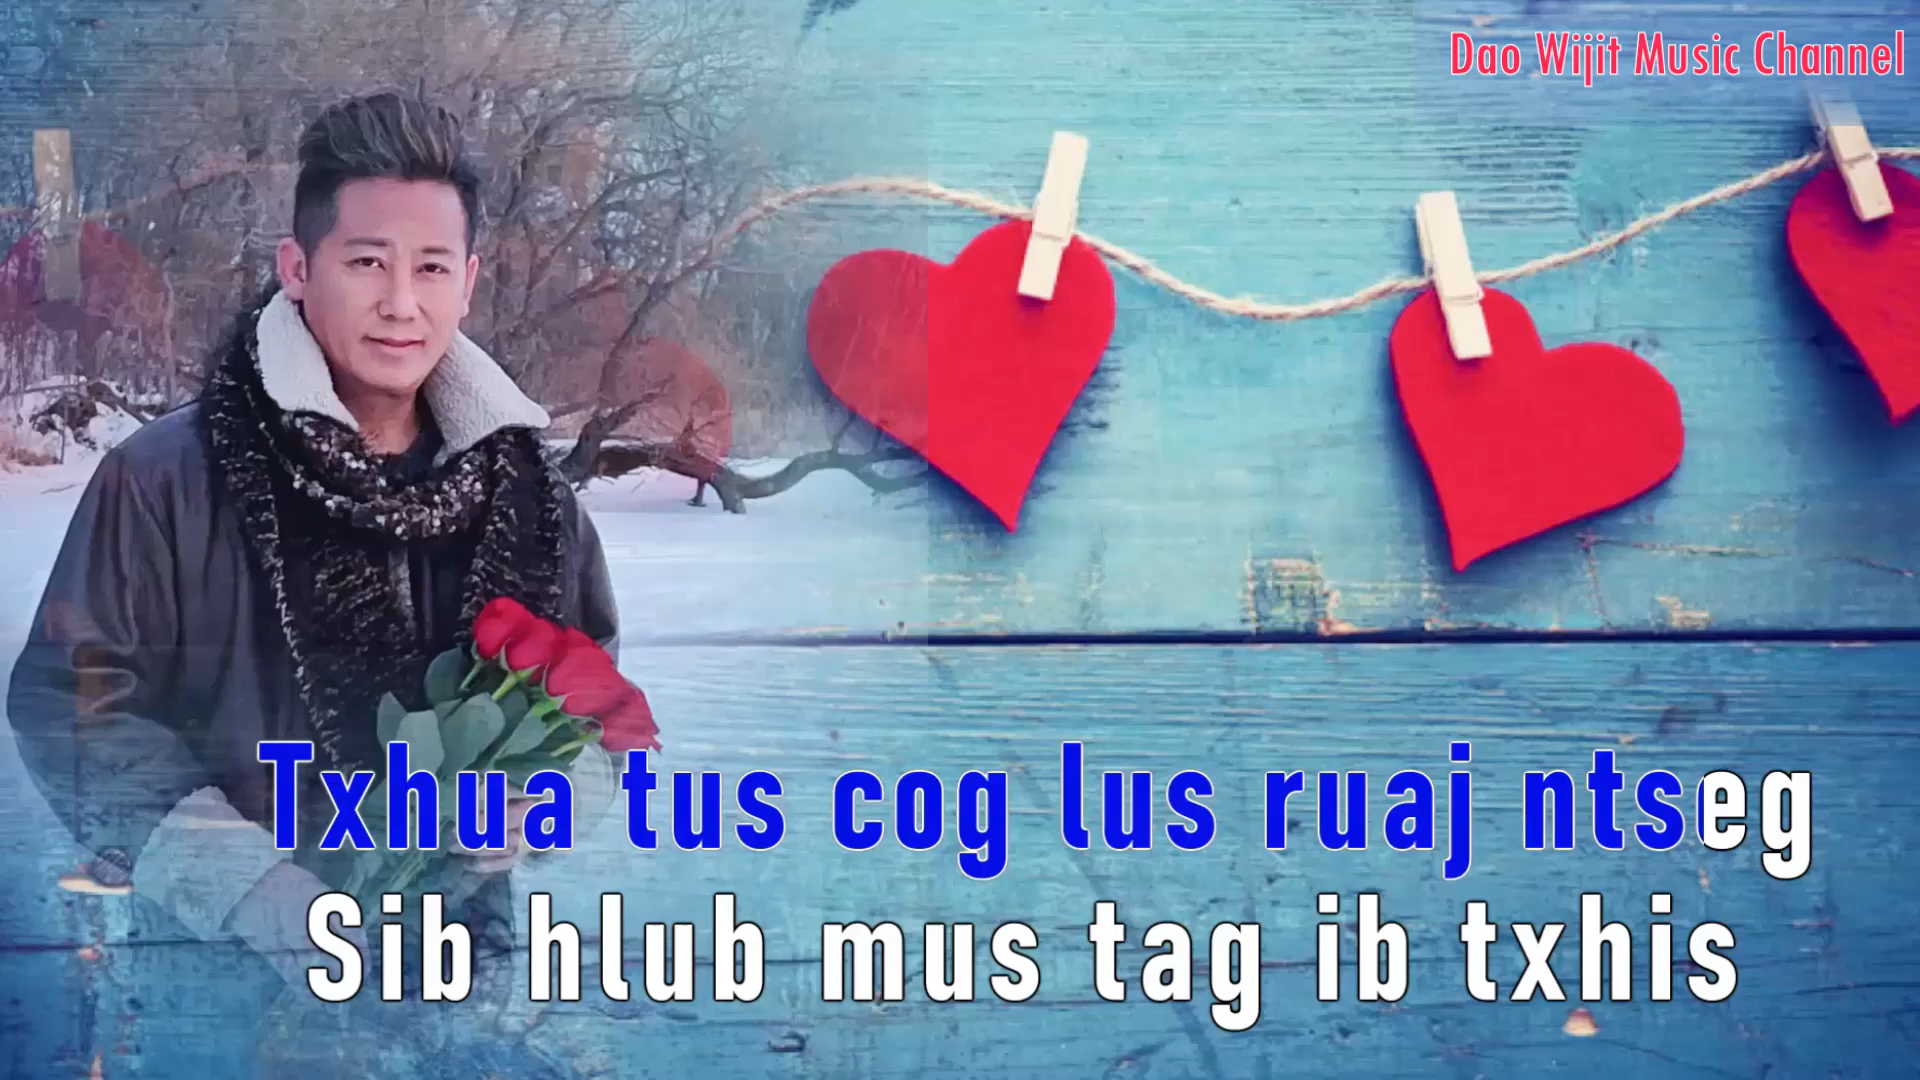 Dao Wijit Music Channel
Txhua tus cog lus ruaj ntseg
Sib hlub mus tag ib txhis